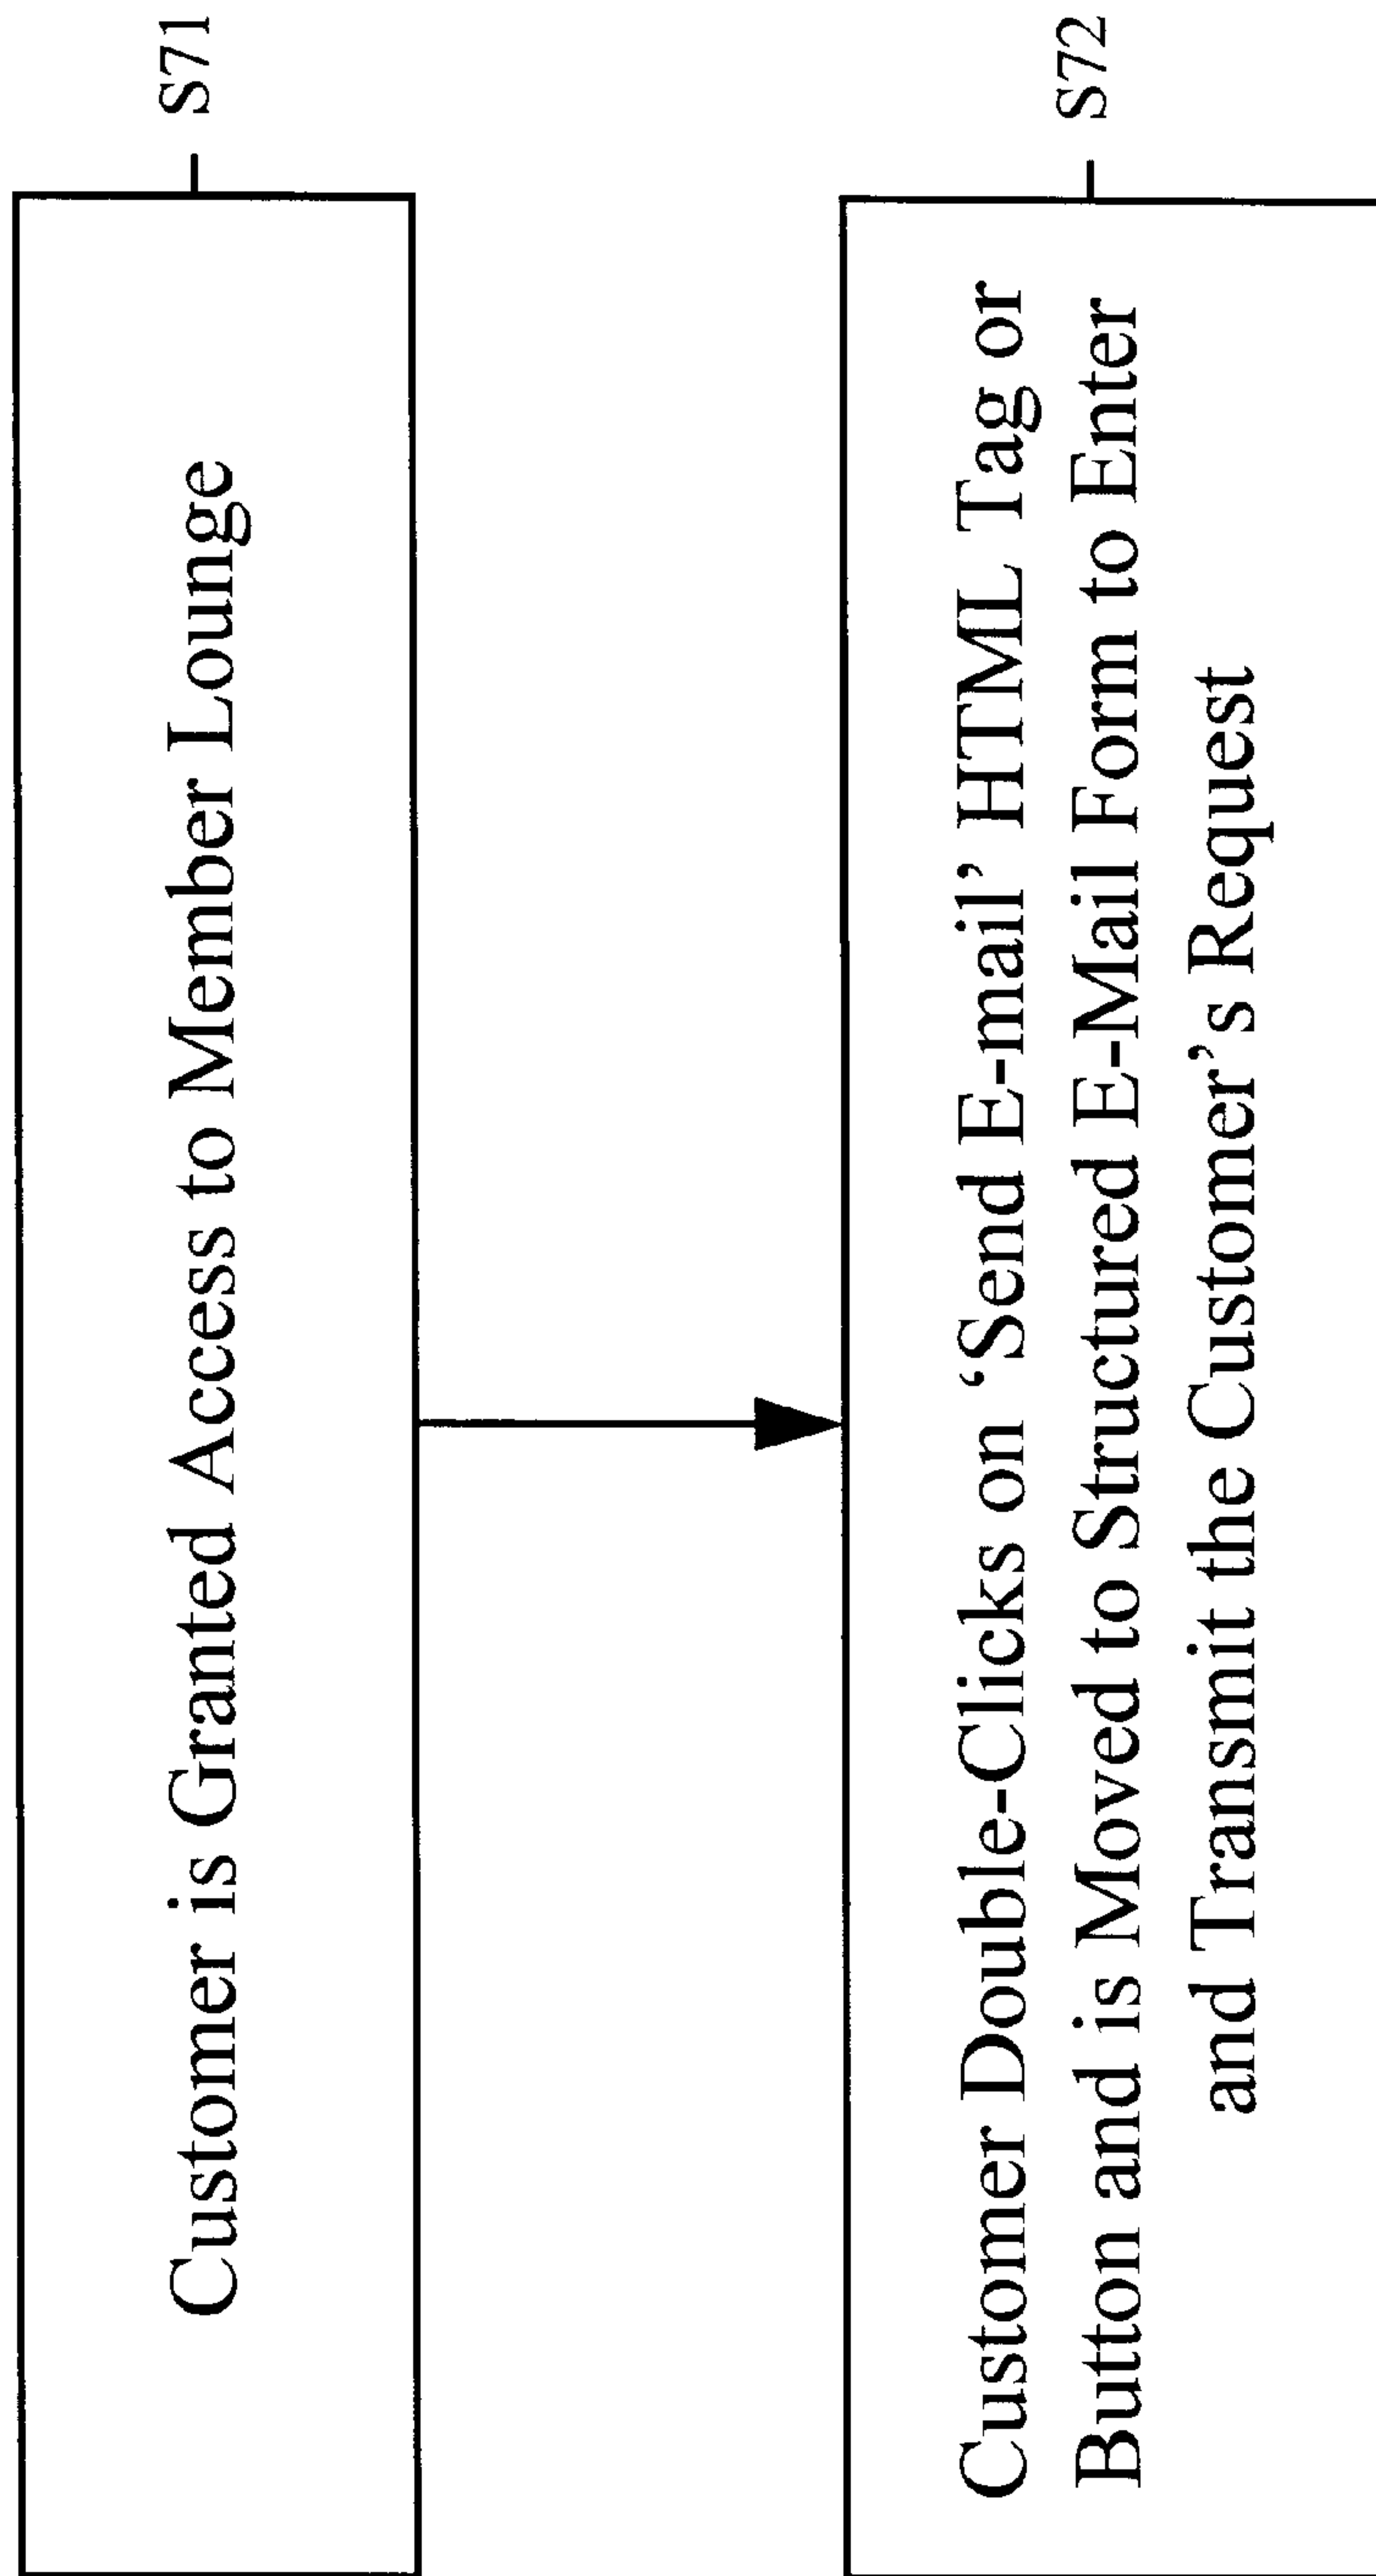 Customer is Granted Access to Member Lounge
S71
Customer Double-Clicks on ‘Send E-mail’ HTML Tag or
Button and is Moved to Structured E-Mail Form to Enter
and Transmit the Customer’s Request
S72